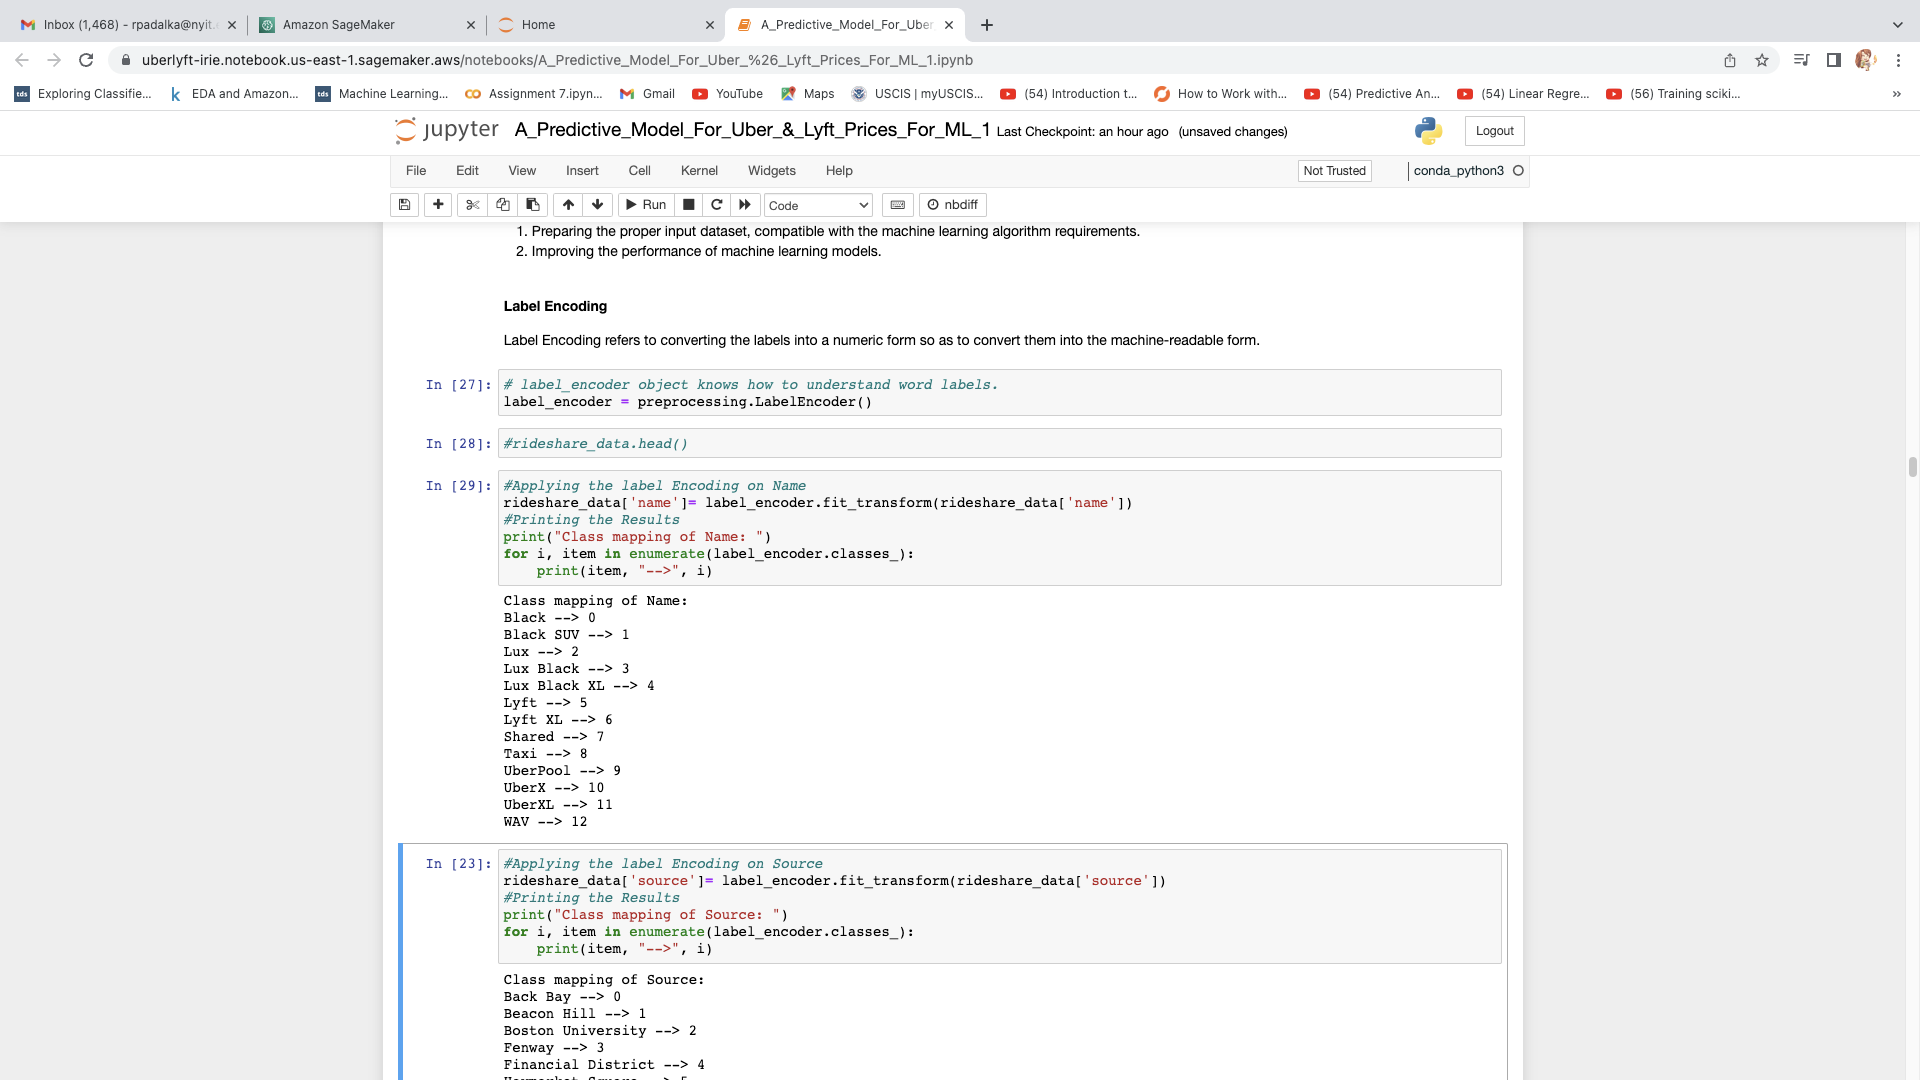 Inbox (1,468) - rpadalka@nyit.
Amazon SageMaker
Home
A_Predictive_Model_For_Uber
uberlyft-irie.notebook.us-east-1.sagemaker.aws/notebooks/A_Predictive_Model_For_Uber_%26_Lyft_Prices_For_ML_1.ipynb
tds Exploring Classifie...
EDA and Amazon...
tds Machine Learning...
Assignment 7.ipyn...
Gmail
YouTube
Maps
USCIS | myUSCIS...
(54) Introduction t...
How to Work with...
(54) Predictive An...
(54) Linear Regre...
(56) Training sciki...
»
jupyter A_Predictive_Model_For_Uber_&_Lyft_Prices_For_ML_1 Last Checkpoint: an hour ago (unsaved changes)
Logout
File Edit View Insert Cell Kernel Widgets Help
Not Trusted
conda_python3
Run
Code
nbdiff
1. Preparing the proper input dataset, compatible with the machine learning algorithm requirements.
2. Improving the performance of machine learning models.
Label Encoding
Label Encoding refers to converting the labels into a numeric form so as to convert them into the machine-readable form.
In [27]: # label_encoder object knows how to understand word labels.
label_encoder = preprocessing.LabelEncoder()
In [28]: #rideshare_data.head()
In [29]: #Applying the label Encoding on Name
rideshare_data['name']= label_encoder.fit_transform(rideshare_data['name'])
#Printing the Results
print("Class mapping of Name: ")
for i, item in enumerate(label_encoder.classes_):
    print(item, "-->", i)
Class mapping of Name:
Black --> 0
Black SUV --> 1
Lux --> 2
Lux Black --> 3
Lux Black XL --> 4
Lyft --> 5
Lyft XL --> 6
Shared --> 7
Taxi --> 8
UberPool --> 9
UberX --> 10
UberXL --> 11
WAV --> 12
In [23]: #Applying the label Encoding on Source
rideshare_data['source']= label_encoder.fit_transform(rideshare_data['source'])
#Printing the Results
print("Class mapping of Source: ")
for i, item in enumerate(label_encoder.classes_):
    print(item, "-->", i)
Class mapping of Source:
Back Bay --> 0
Beacon Hill --> 1
Boston University --> 2
Fenway --> 3
Financial District --> 4